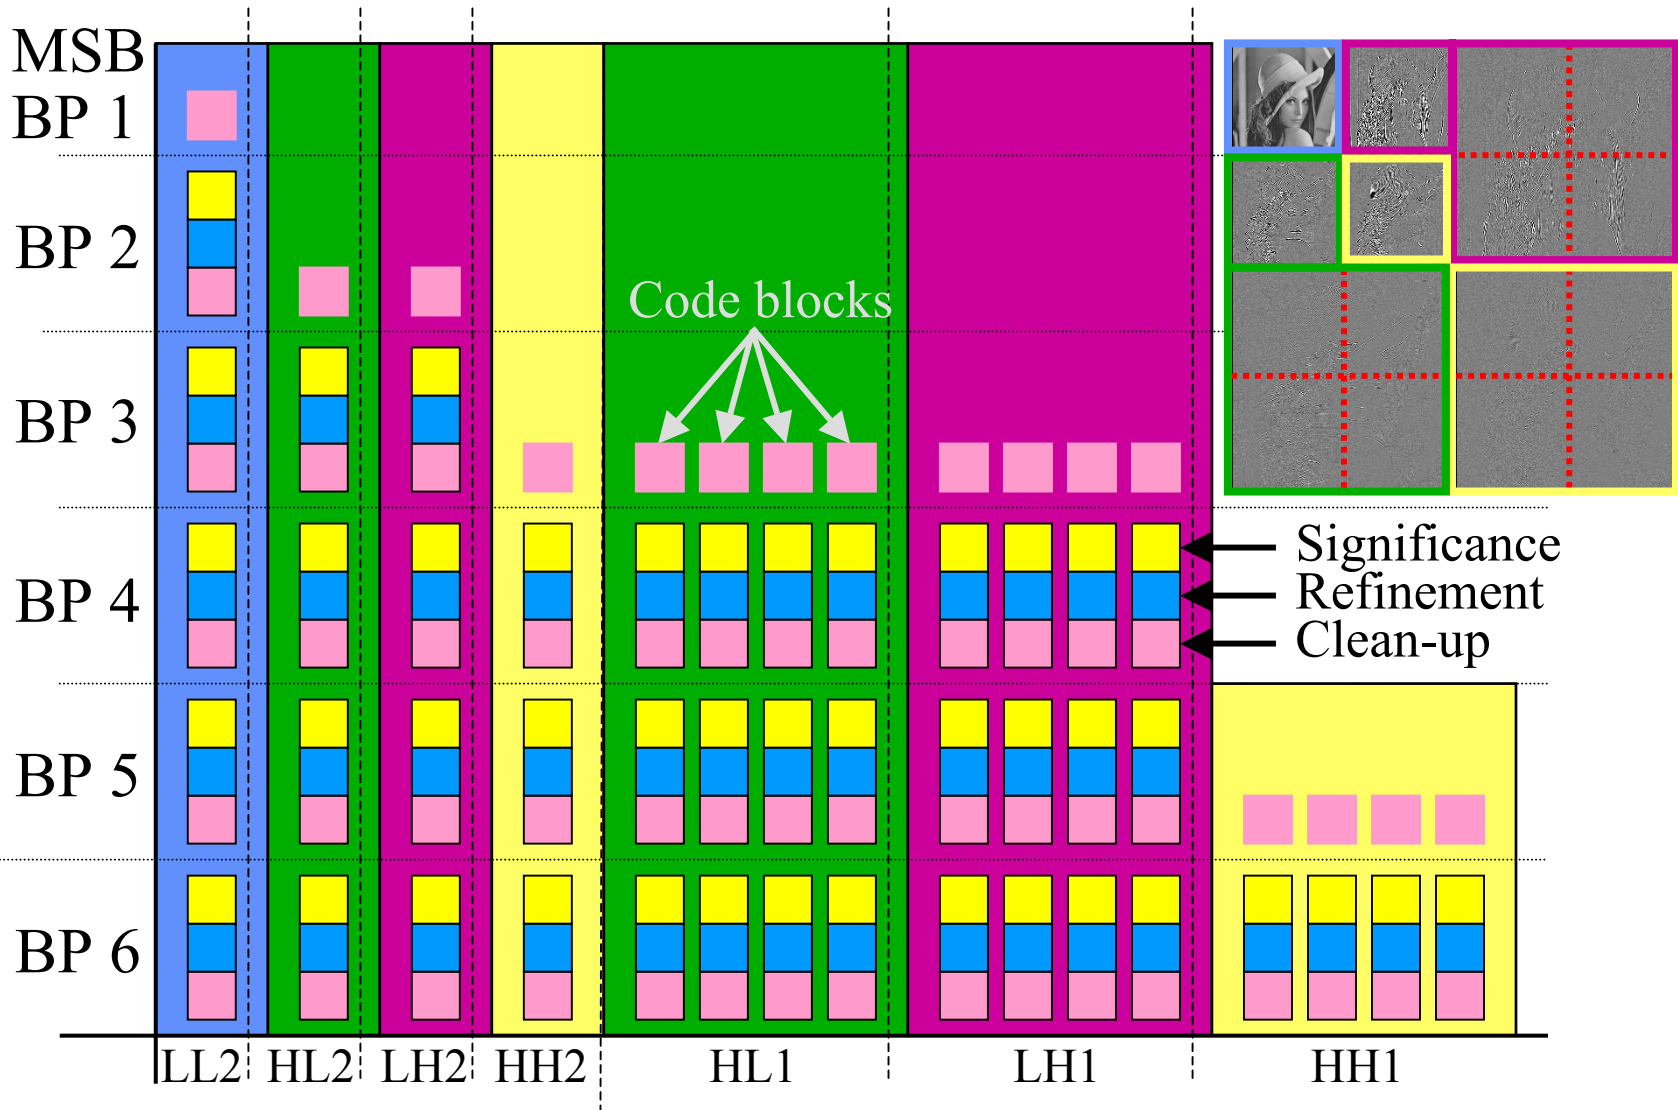 MSB
BP 1
BP 2
Code blocks
BP 3
Significance
BP 4
Refinement
Clean-up
BP 5
BP 6
LL2 HL2 LH2 HH2 HL1 LH1 HH1